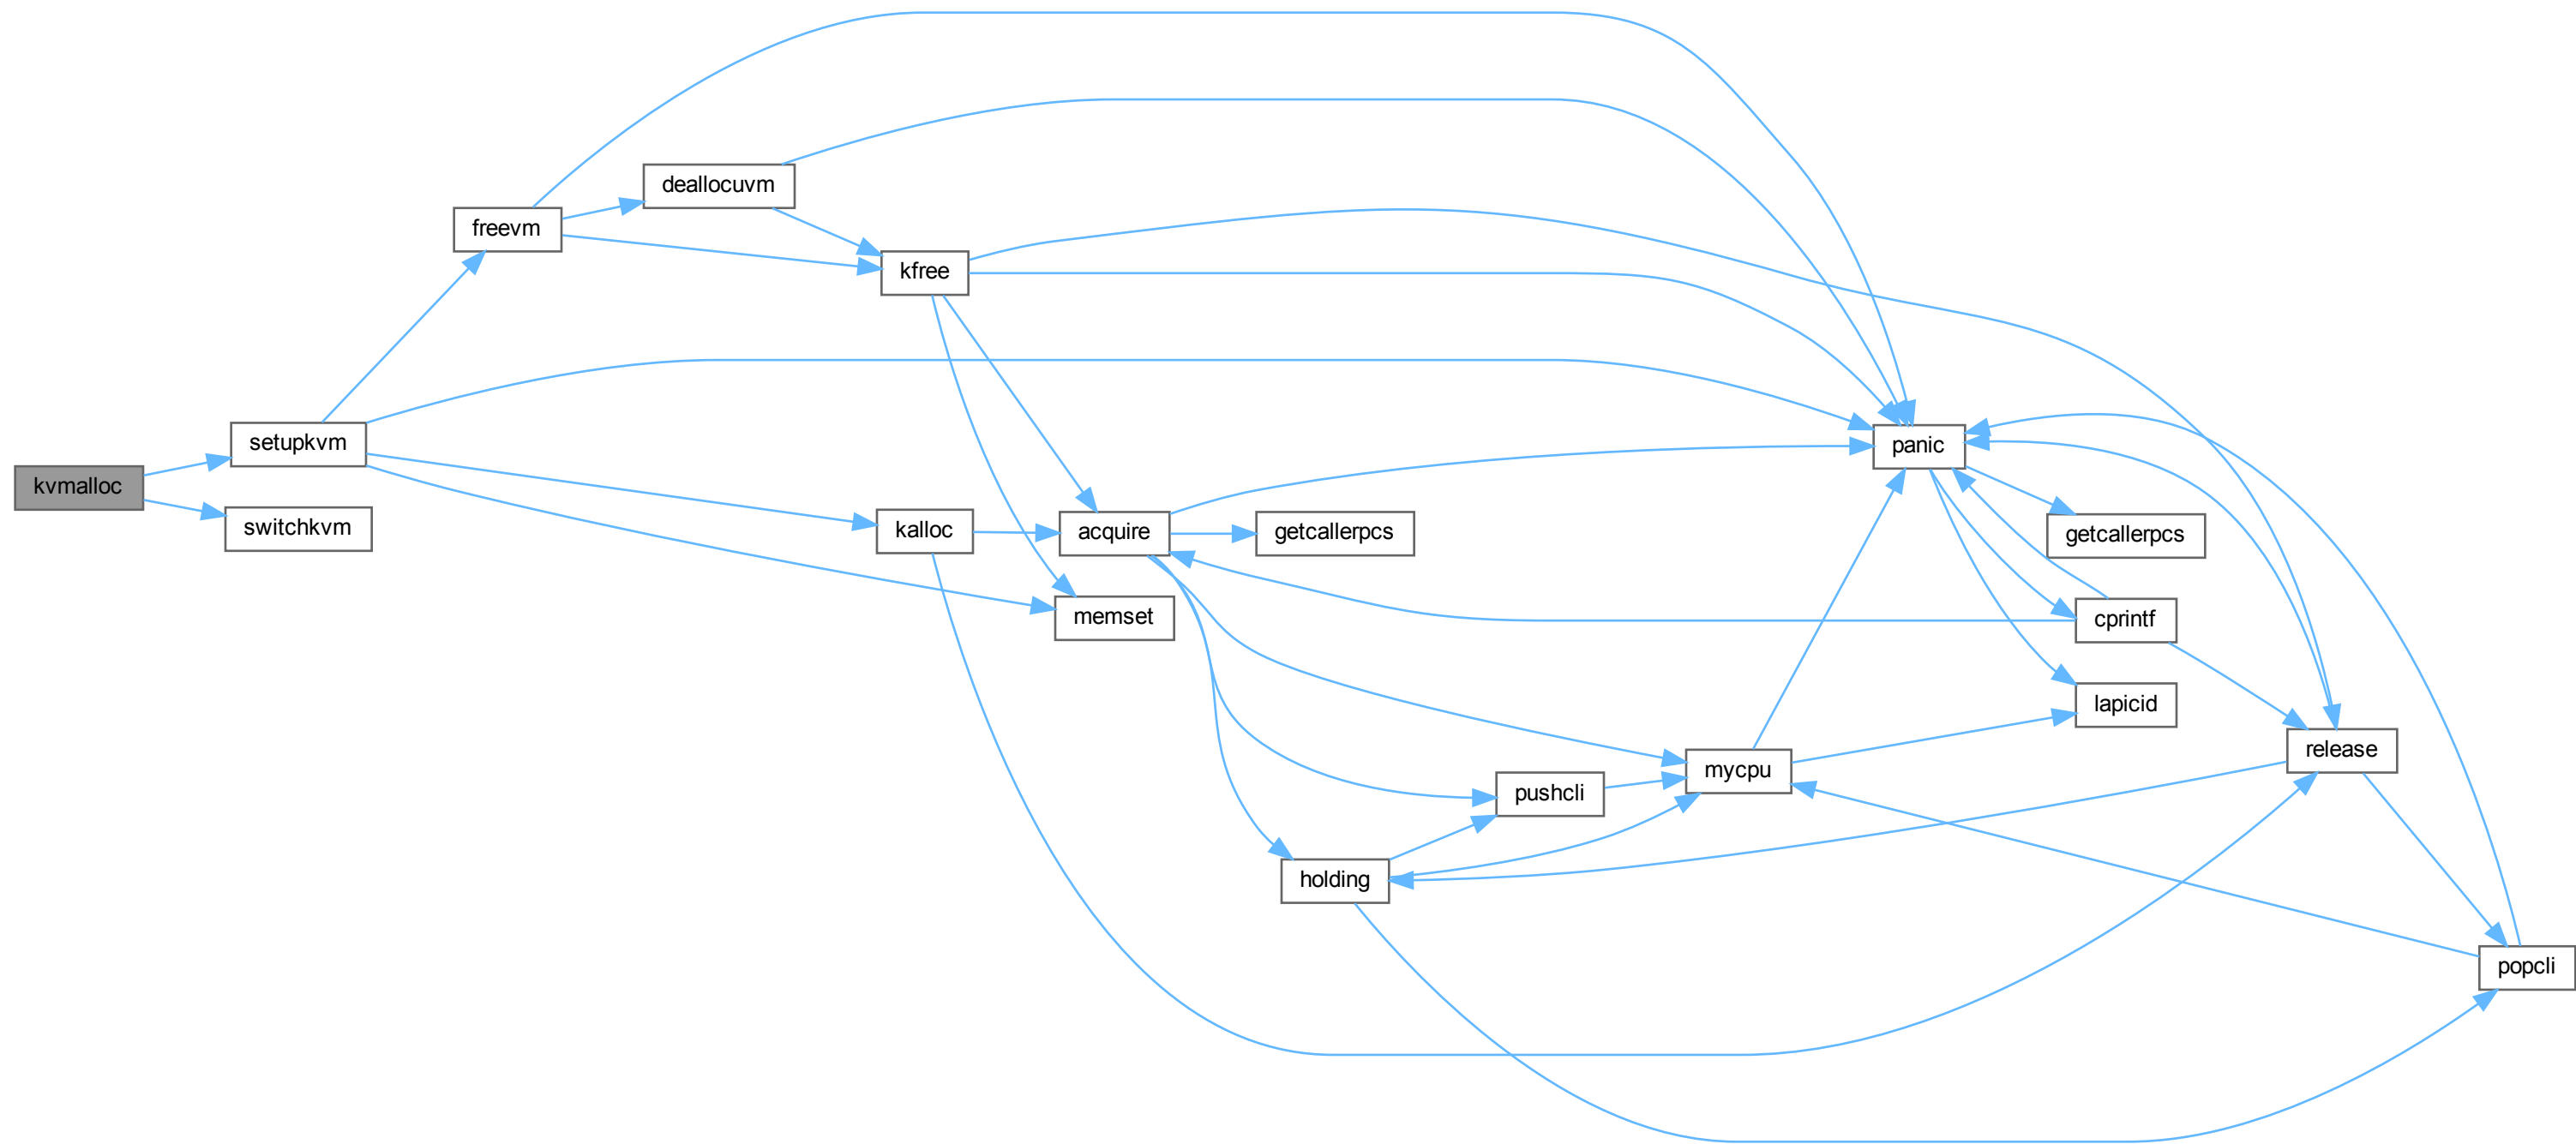 deallocuvm
freevm
kfree
setupkvm
panic
kvmalloc
switchkvm
kalloc
acquire
getcallerpcs
getcallerpcs
memset
cprintf
lapicid
release
mycpu
pushcli
holding
popcli